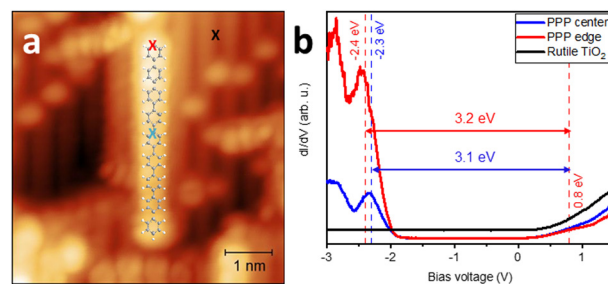 a
X
X
X
1 nm
b
dI/dV (arb. u.)
-2.4 eV
-2.3 eV
PPP center
PPP edge
Rutile TiO2
3.2 eV
3.1 eV
0.8 eV
-3
-2
-1
0
1
Bias voltage (V)